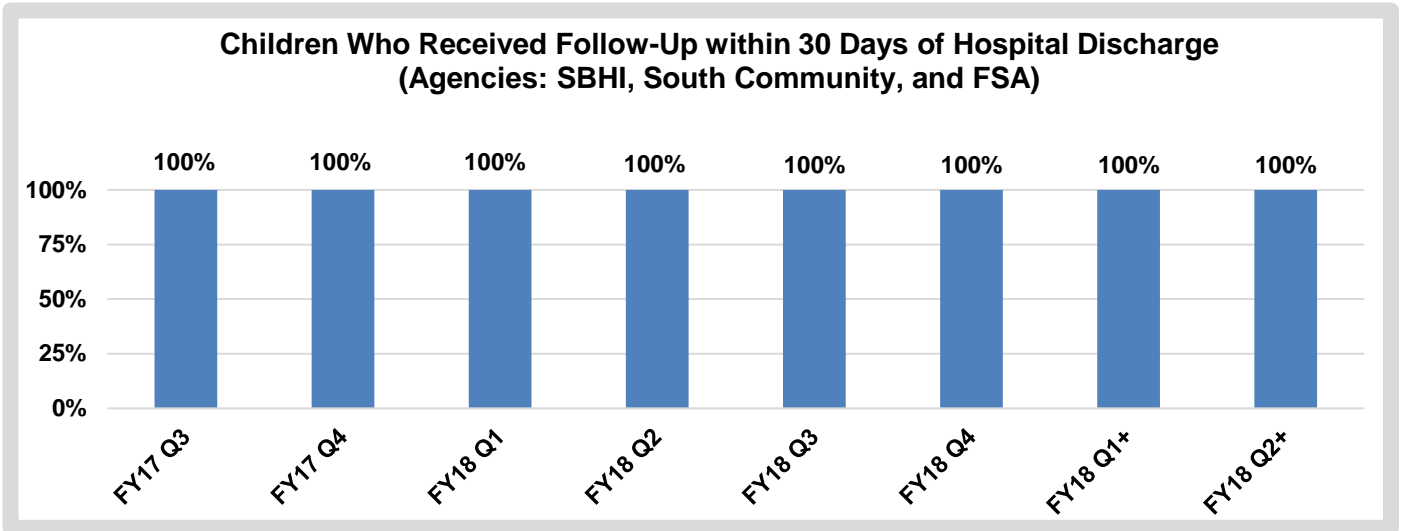 Children Who Received Follow-Up within 30 Days of Hospital Discharge
(Agencies: SBHI, South Community, and FSA)
100% 100% 100% 100% 100% 100% 100% 100%
100%
75%
50%
25%
0%
FY17 Q3 FY17 Q4 FY18 Q1 FY18 Q2 FY18 Q3 FY18 Q4 FY18 Q1+ FY18 Q2+